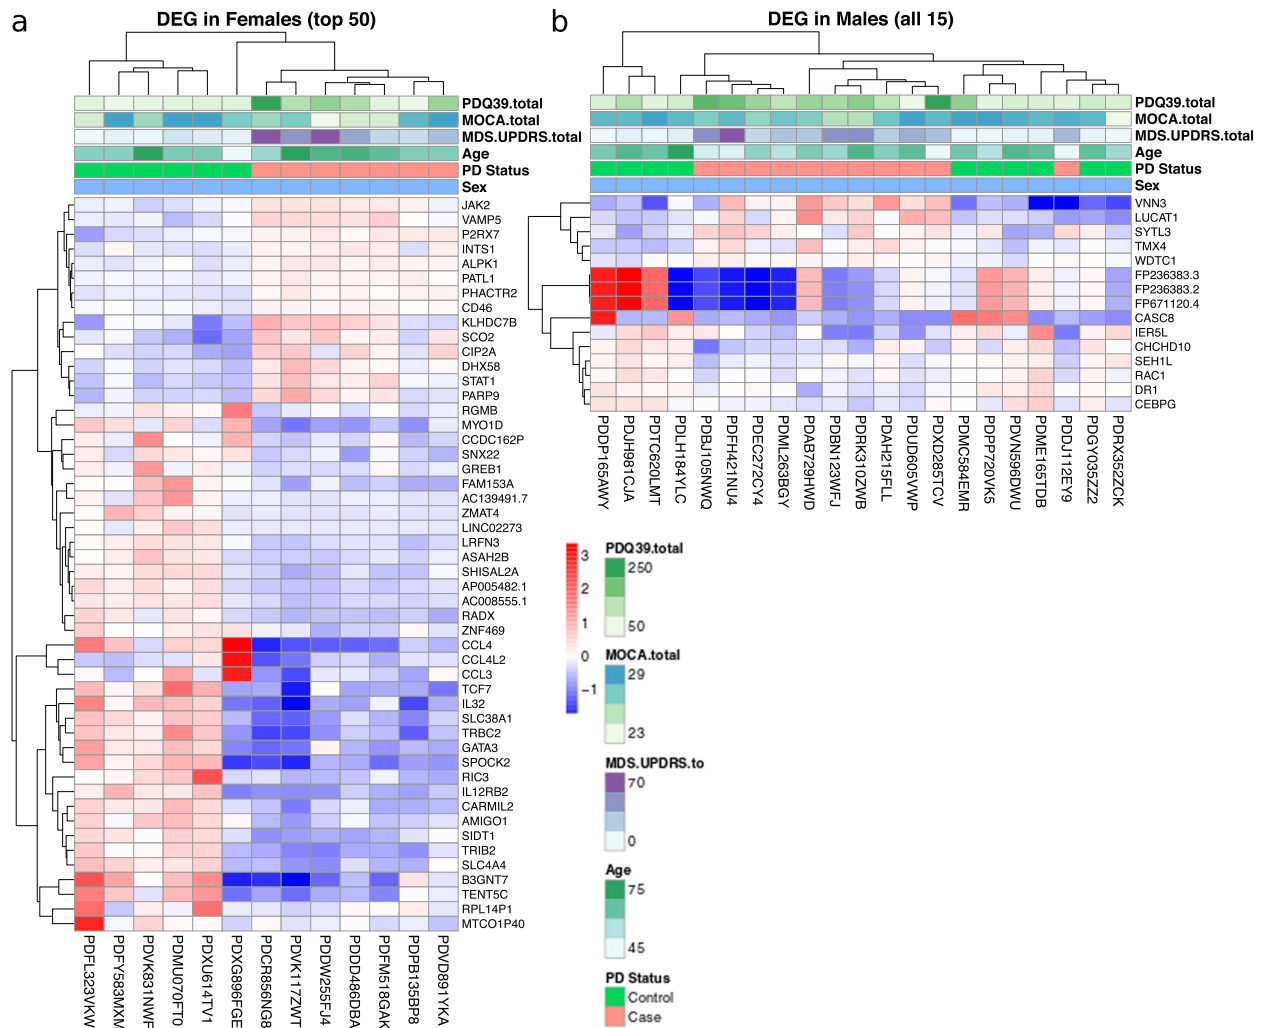 a
DEG in Females (top 50)
PDQ39.total
MOCA.total
MDS.UPDRS.total
Age
PD Status
Sex
JAK2
VAMP5
P2RX7
INTS1
ALPK1
PATL1
PHACTR2
CD46
KLHDC7B
SCO2
CIP2A
DHX58
STAT1
PARP9
RGMB
MYO1D
CCDC162P
SNX22
GREB1
FAM153A
AC139491.7
ZMAT4
LINC02273
LRFN3
ASAH2B
SHISAL2A
AP005482.1
AC008555.1
RADX
ZNF469
CCL4
CCL4L2
CCL3
TCF7
IL32
SLC38A1
TRBC2
GATA3
SPOCK2
RIC3
IL12RB2
CARMIL2
AMIGO1
SIDT1
TRIB2
SLC4A4
B3GNT7
TENT5C
RPL14P1
MTCO1P40
PDFL323VKW
PDFY583MXM
PDVK831NWF
PDMU070FT0
PDXU614TV1
PDXG896FGE
PDCR856NG8
PDVK117ZWT
PDDW255FJ4
PDDD486DBA
PDFM518GAK
PDPB135BP8
PDVD891YKA
b
DEG in Males (all 15)
PDQ39.total
MOCA.total
MDS.UPDRS.total
Age
PD Status
Sex
VNN3
LUCAT1
SYTL3
TMX4
WDTC1
FP236383.3
FP236383.2
FP671120.4
CASC8
IER5L
CHCHD10
SEH1L
RAC1
DR1
CEBPG
PDDP165AWY
PDJH981CJA
PDTC620LMT
PDLH184YLC
PDBJ105NWQ
PDFH421NU4
PDEC272CY4
PDML263BGY
PDAB729HWD
PDBN123WFJ
PDRK310ZWB
PDAH215FLL
PDUD605VWP
PDXD285TCV
PDMC584EMR
PDPP720VK5
PDVN596DWU
PDME165TDB
PDDJ112EY9
PDGY035ZZ2
PDRX352ZCK
3
2
1
0
−1
PDQ39.total
250
50
MOCA.total
29
23
MDS.UPDRS.to
70
0
Age
75
45
PD Status
Control
Case